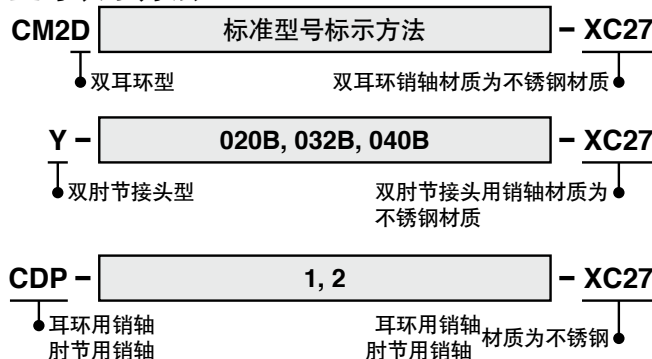 CM2D 标准型号标示方法 - XC27
双耳环型 双耳环销轴材质为不锈钢材质
Y - 020B, 032B, 040B - XC27
双肘节接头型 双肘节接头用销轴材质为
不锈钢材质
CDP - 1, 2 - XC27
耳环用销轴 耳环用销轴 材质为不锈钢
肘节用销轴 肘节用销轴